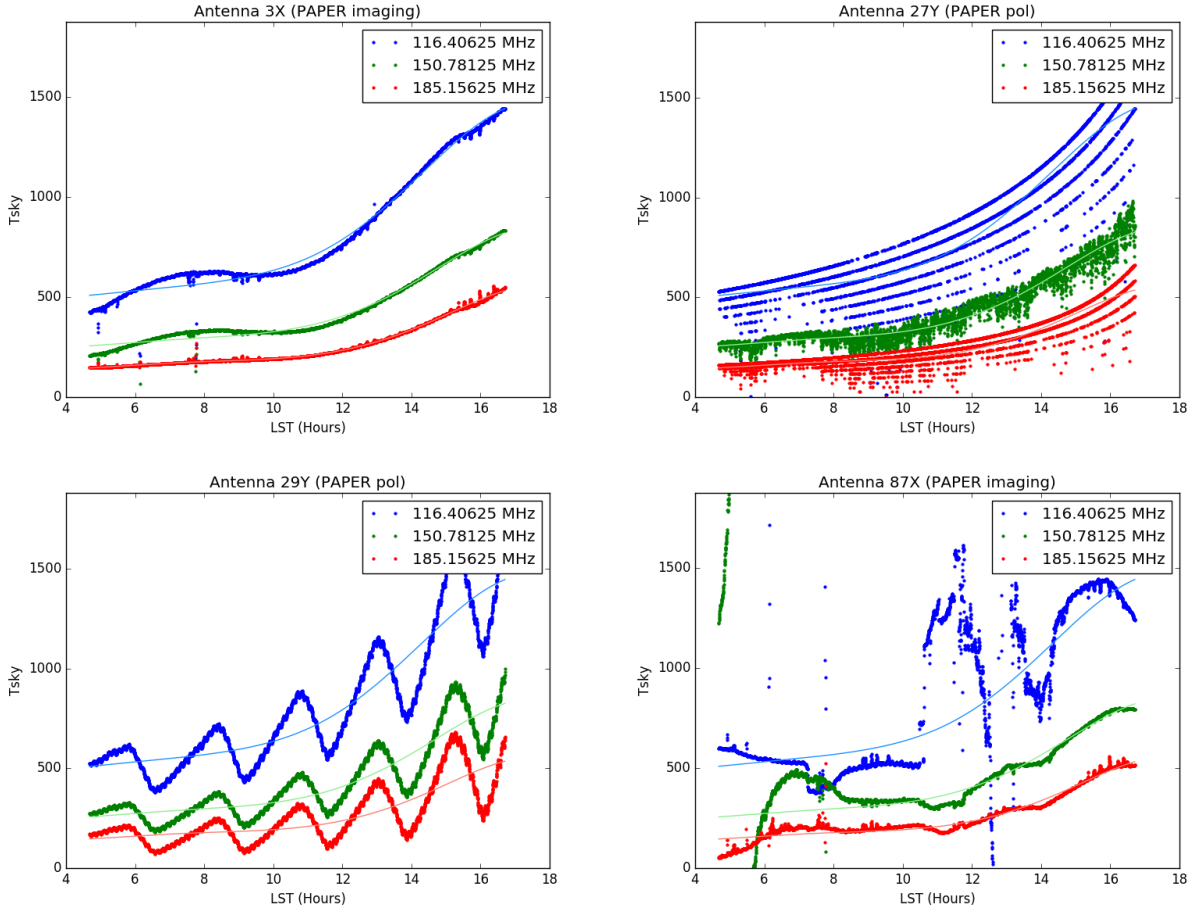 Antenna 3X (PAPER imaging)
116.40625 MHz
150.78125 MHz
185.15625 MHz
Tsky
1500
1000
500
0
4 6 8 10 12 14 16 18
LST (Hours)
Antenna 27Y (PAPER pol)
116.40625 MHz
150.78125 MHz
185.15625 MHz
Tsky
1500
1000
500
0
4 6 8 10 12 14 16 18
LST (Hours)
Antenna 29Y (PAPER pol)
116.40625 MHz
150.78125 MHz
185.15625 MHz
Tsky
1500
1000
500
0
4 6 8 10 12 14 16 18
LST (Hours)
Antenna 87X (PAPER imaging)
116.40625 MHz
150.78125 MHz
185.15625 MHz
Tsky
1500
1000
500
0
4 6 8 10 12 14 16 18
LST (Hours)